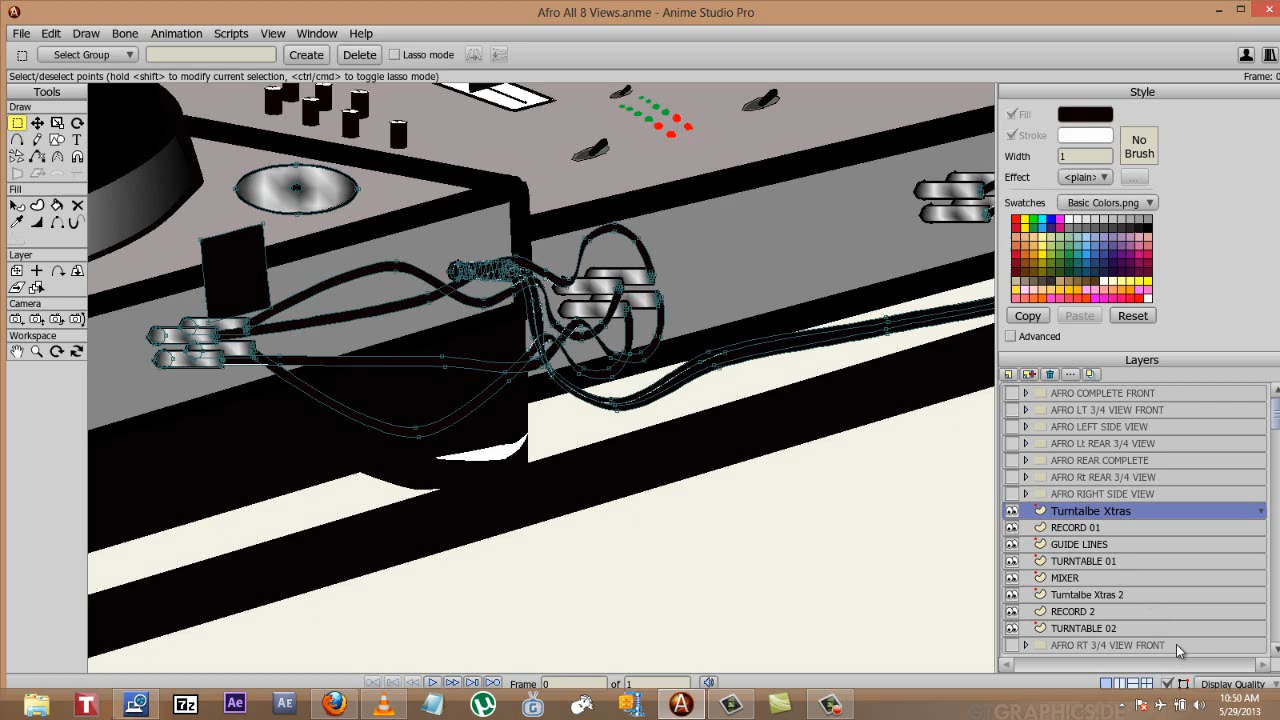 Afro All 8 Views.anme - Anime Studio Pro
File Edit Draw Bone Animation Scripts View Window Help
Select Group Create Delete Lasso mode
Select/deselect points (hold <shift> to modify current selection, <ctrl/cmd> to toggle lasso mode) Frame: 0
Tools
Draw
Fill
Layer
Camera
Workspace
Style
Fill
Stroke
No Brush
Width 1
Effect <plain> ...
Swatches Basic Colors.png
Copy Paste Reset
Advanced
Layers
AFRO COMPLETE FRONT
AFRO LT 3/4 VIEW FRONT
AFRO LEFT SIDE VIEW
AFRO Lt REAR 3/4 VIEW
AFRO REAR COMPLETE
AFRO Rt REAR 3/4 VIEW
AFRO RIGHT SIDE VIEW
Turntalbe Xtras
RECORD 01
GUIDE LINES
TURNTABLE 01
MIXER
Turntalbe Xtras 2
RECORD 2
TURNTABLE 02
AFRO RT 3/4 VIEW FRONT
Frame 0 of 1 Display Quality
T 7z Ae AE A
10:50 AM
5/29/2013